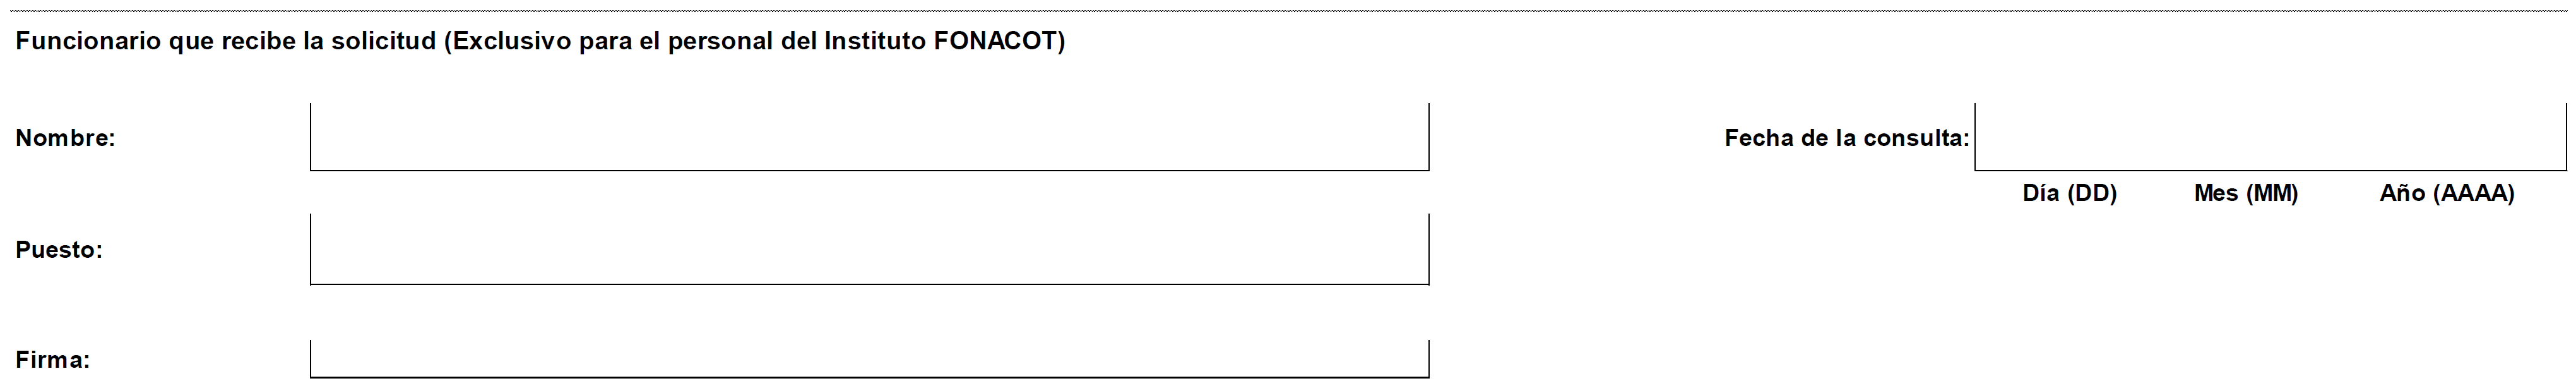 Funcionario que recibe la solicitud (Exclusivo para el personal del Instituto FONACOT)
Nombre:
Fecha de la consulta:
Día (DD) Mes (MM) Año (AAAA)
Puesto:
Firma: